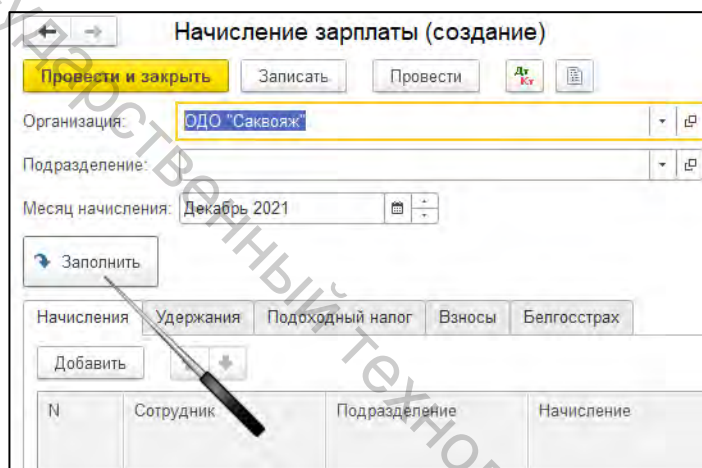 Начисление зарплаты (создание)
Провести и закрыть Записать Провести Дт Кт
Организация: ОДО "Саквояж"
Подразделение:
Месяц начисления: Декабрь 2021
Заполнить
Начисления Удержания Подоходный налог Взносы Белгосстрах
Добавить
N Сотрудник Подразделение Начисление